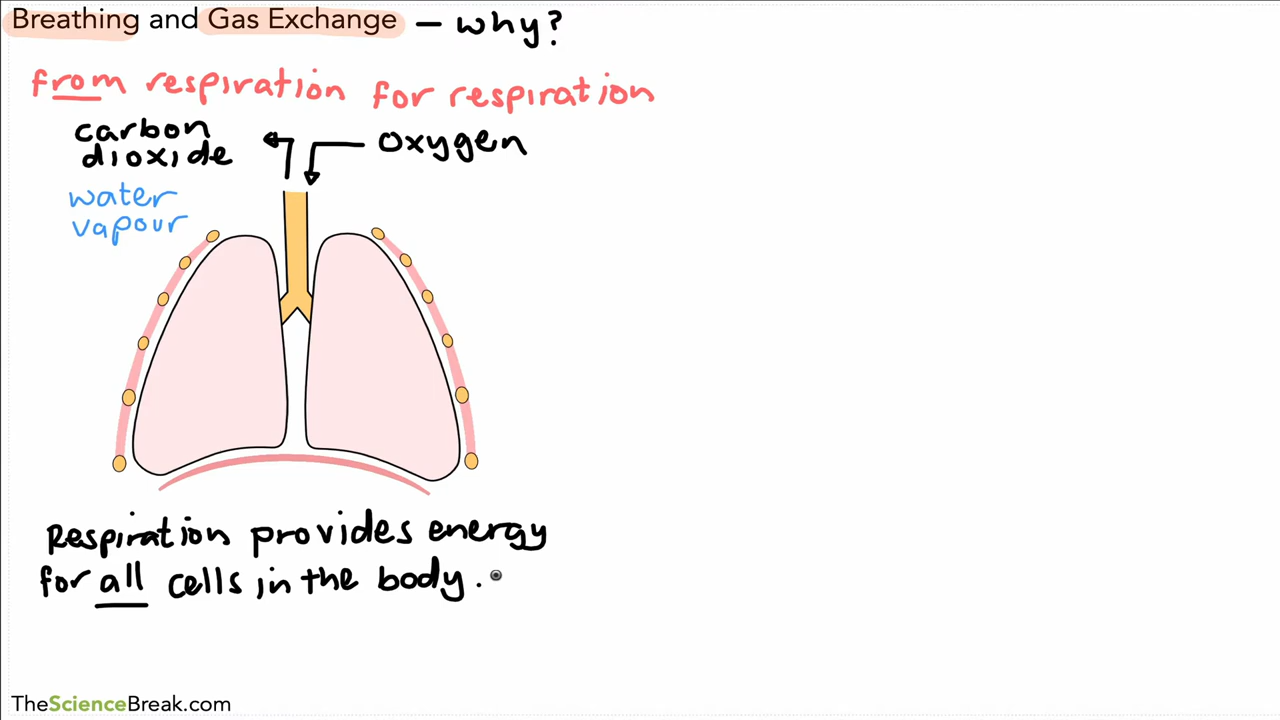 Breathing and Gas Exchange – why?
from respiration for respiration
carbon
dioxide
oxygen
water
vapour
Respiration provides energy
for all cells in the body.
TheScienceBreak.com